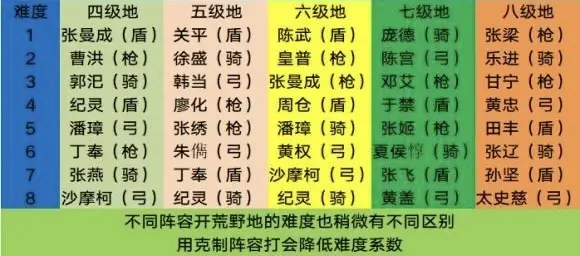 难度 四级地 五级地 六级地 七级地 八级地
1 张曼成（盾） 关平（盾） 陈武（盾） 庞德（骑） 张梁（枪）
2 曹洪（枪） 徐盛（骑） 皇普（枪） 陈宫（弓） 乐进（骑）
3 郭汜（骑） 韩当（弓） 张曼成（枪） 邓艾（枪） 甘宁（枪）
4 纪灵（盾） 廖化（枪） 周仓（盾） 于禁（盾） 黄忠（弓）
5 潘璋（弓） 张绣（枪） 潘璋（骑） 张姬（枪） 田丰（盾）
6 丁奉（枪） 朱儁（弓） 黄权（弓） 夏侯惇（骑） 张辽（骑）
7 张燕（骑） 丁奉（盾） 沙摩柯（弓） 张飞（盾） 孙坚（盾）
8 沙摩柯（弓） 纪灵（骑） 纪灵（骑） 黄盖（弓） 太史慈（弓）
不同阵容开荒野地的难度也稍微有不同区别
用克制阵容打会降低难度系数